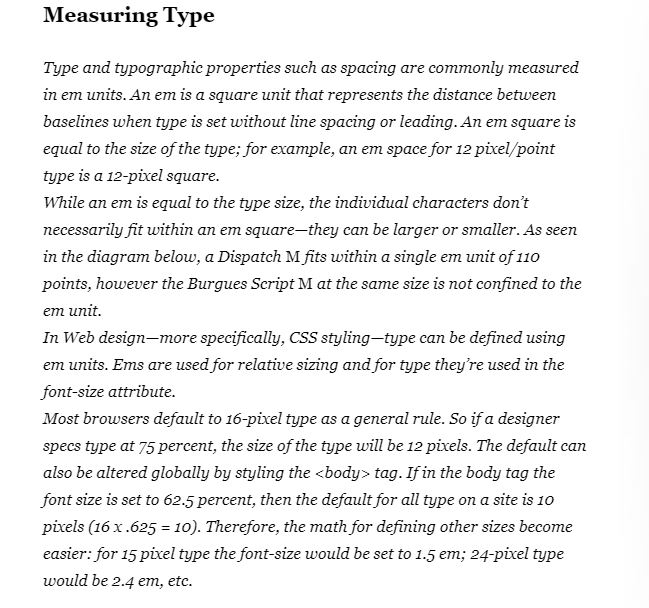 Measuring Type
Type and typographic properties such as spacing are commonly measured
in em units. An em is a square unit that represents the distance between
baselines when type is set without line spacing or leading. An em square is
equal to the size of the type; for example, an em space for 12 pixel/point
type is a 12-pixel square.
While an em is equal to the type size, the individual characters don’t
necessarily fit within an em square—they can be larger or smaller. As seen
in the diagram below, a Dispatch M fits within a single em unit of 110
points, however the Burgues Script M at the same size is not confined to the
em unit.
In Web design—more specifically, CSS styling—type can be defined using
em units. Ems are used for relative sizing and for type they’re used in the
font-size attribute.
Most browsers default to 16-pixel type as a general rule. So if a designer
specs type at 75 percent, the size of the type will be 12 pixels. The default can
also be altered globally by styling the <body> tag. If in the body tag the
font size is set to 62.5 percent, then the default for all type on a site is 10
pixels (16 x .625 = 10). Therefore, the math for defining other sizes become
easier: for 15 pixel type the font-size would be set to 1.5 em; 24-pixel type
would be 2.4 em, etc.